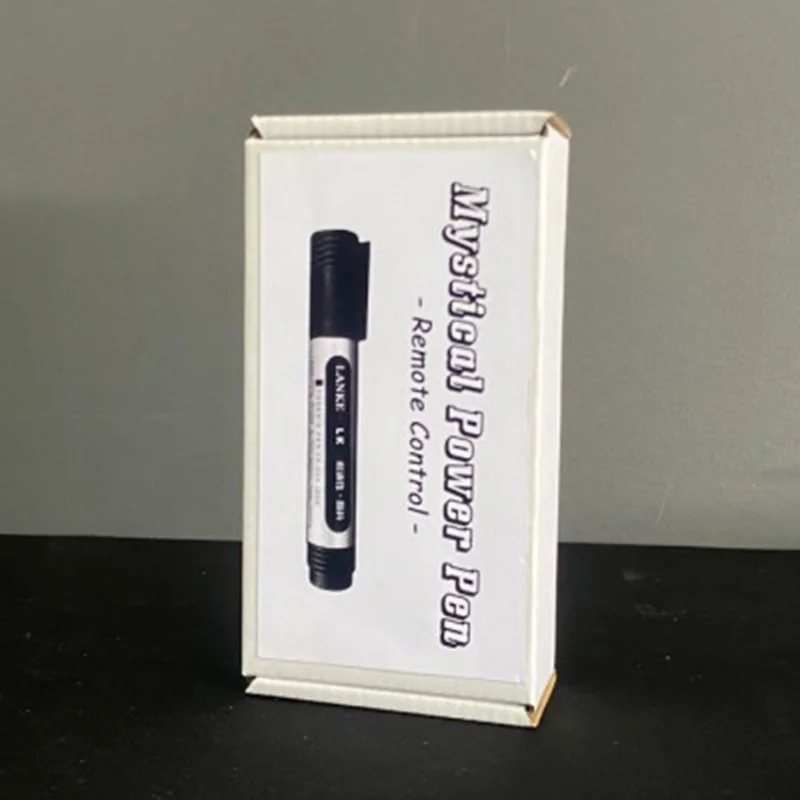 Mystical Power Pen
- Remote Control -
LANKE LK